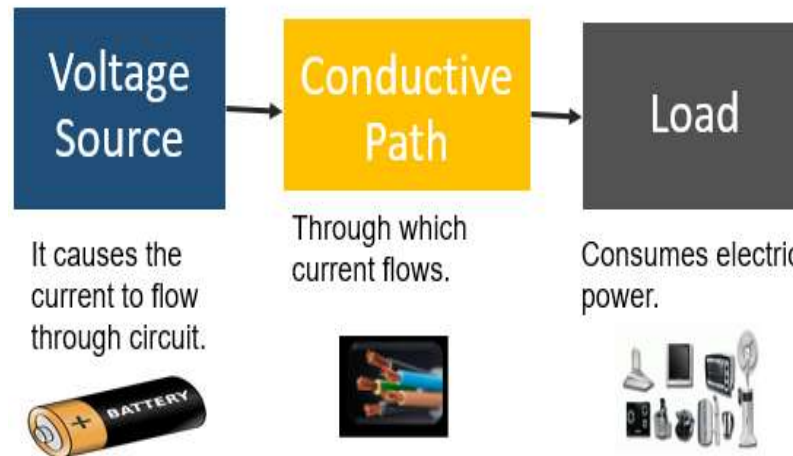 Voltage
Source
Conductive
Path
Load
It causes the
current to flow
through circuit.
Through which
current flows.
Consumes electric
power.
+ BATTERY